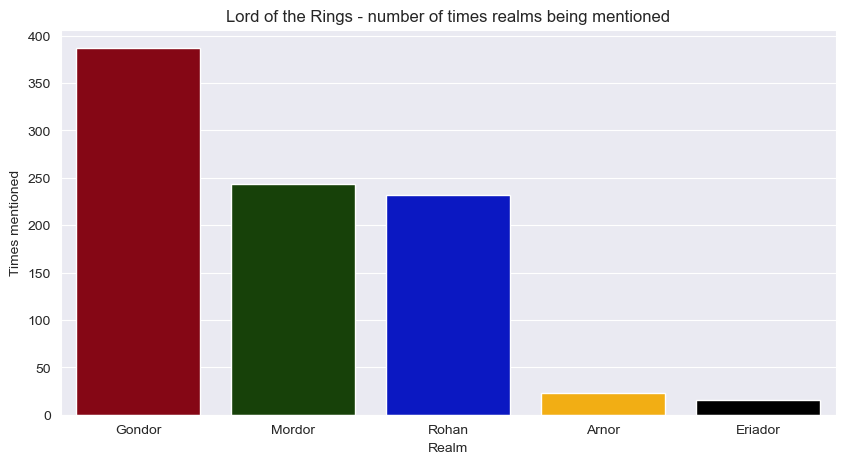 Lord of the Rings - number of times realms being mentioned
Times mentioned
400
350
300
250
200
150
100
50
0
Gondor Mordor Rohan Arnor Eriador
Realm